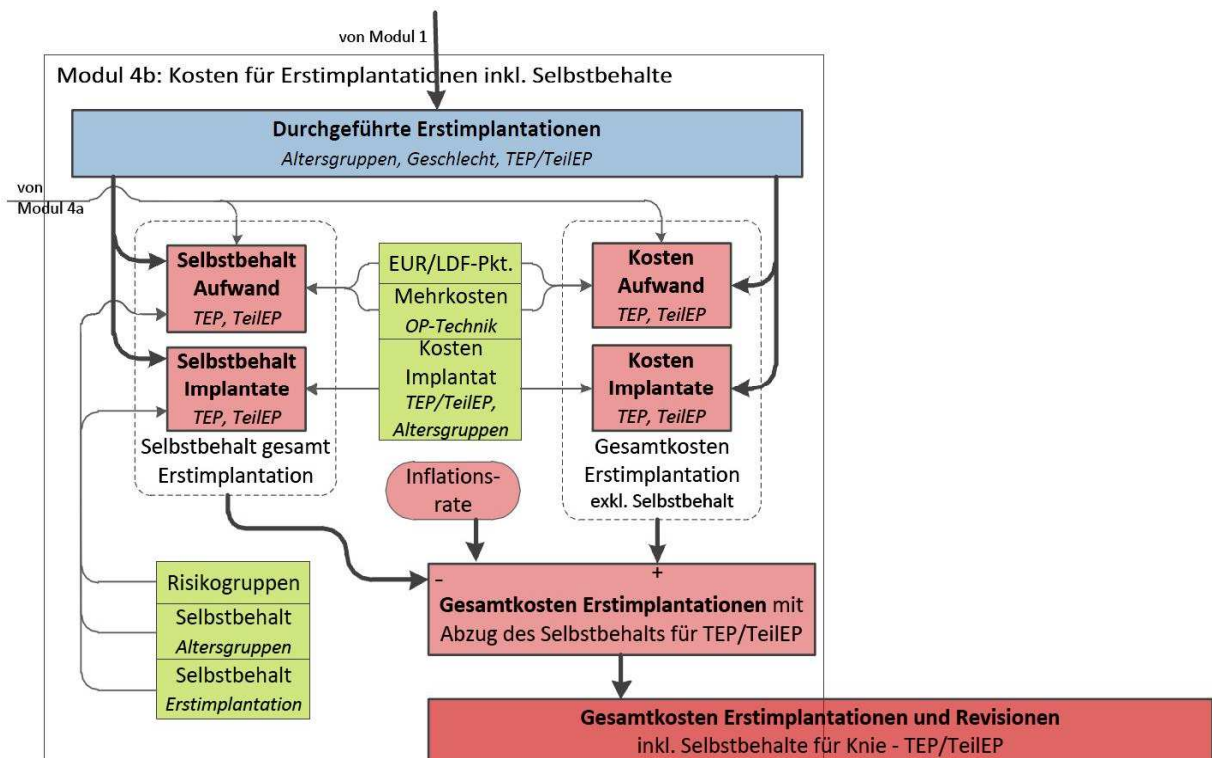 von Modul 1
Modul 4b: Kosten für Erstimplantationen inkl. Selbstbehalte
Durchgeführte Erstimplantationen
Altersgruppen, Geschlecht, TEP/TeilEP
von
Modul 4a
Selbstbehalt
Aufwand
TEP, TeilEP
Selbstbehalt
Implantate
TEP, TeilEP
Selbstbehalt gesamt
Erstimplantation
EUR/LDF-Pkt.
Mehrkosten
OP-Technik
Kosten
Implantat
TEP/TeilEP,
Altersgruppen
Kosten
Aufwand
TEP, TeilEP
Kosten
Implantate
TEP, TeilEP
Gesamtkosten
Erstimplantation
exkl. Selbstbehalt
Inflations-
rate
Risikogruppen
Selbstbehalt
Altersgruppen
Selbstbehalt
Erstimplantation
- +
Gesamtkosten Erstimplantationen mit
Abzug des Selbstbehalts für TEP/TeilEP
Gesamtkosten Erstimplantationen und Revisionen
inkl. Selbstbehalte für Knie - TEP/TeilEP